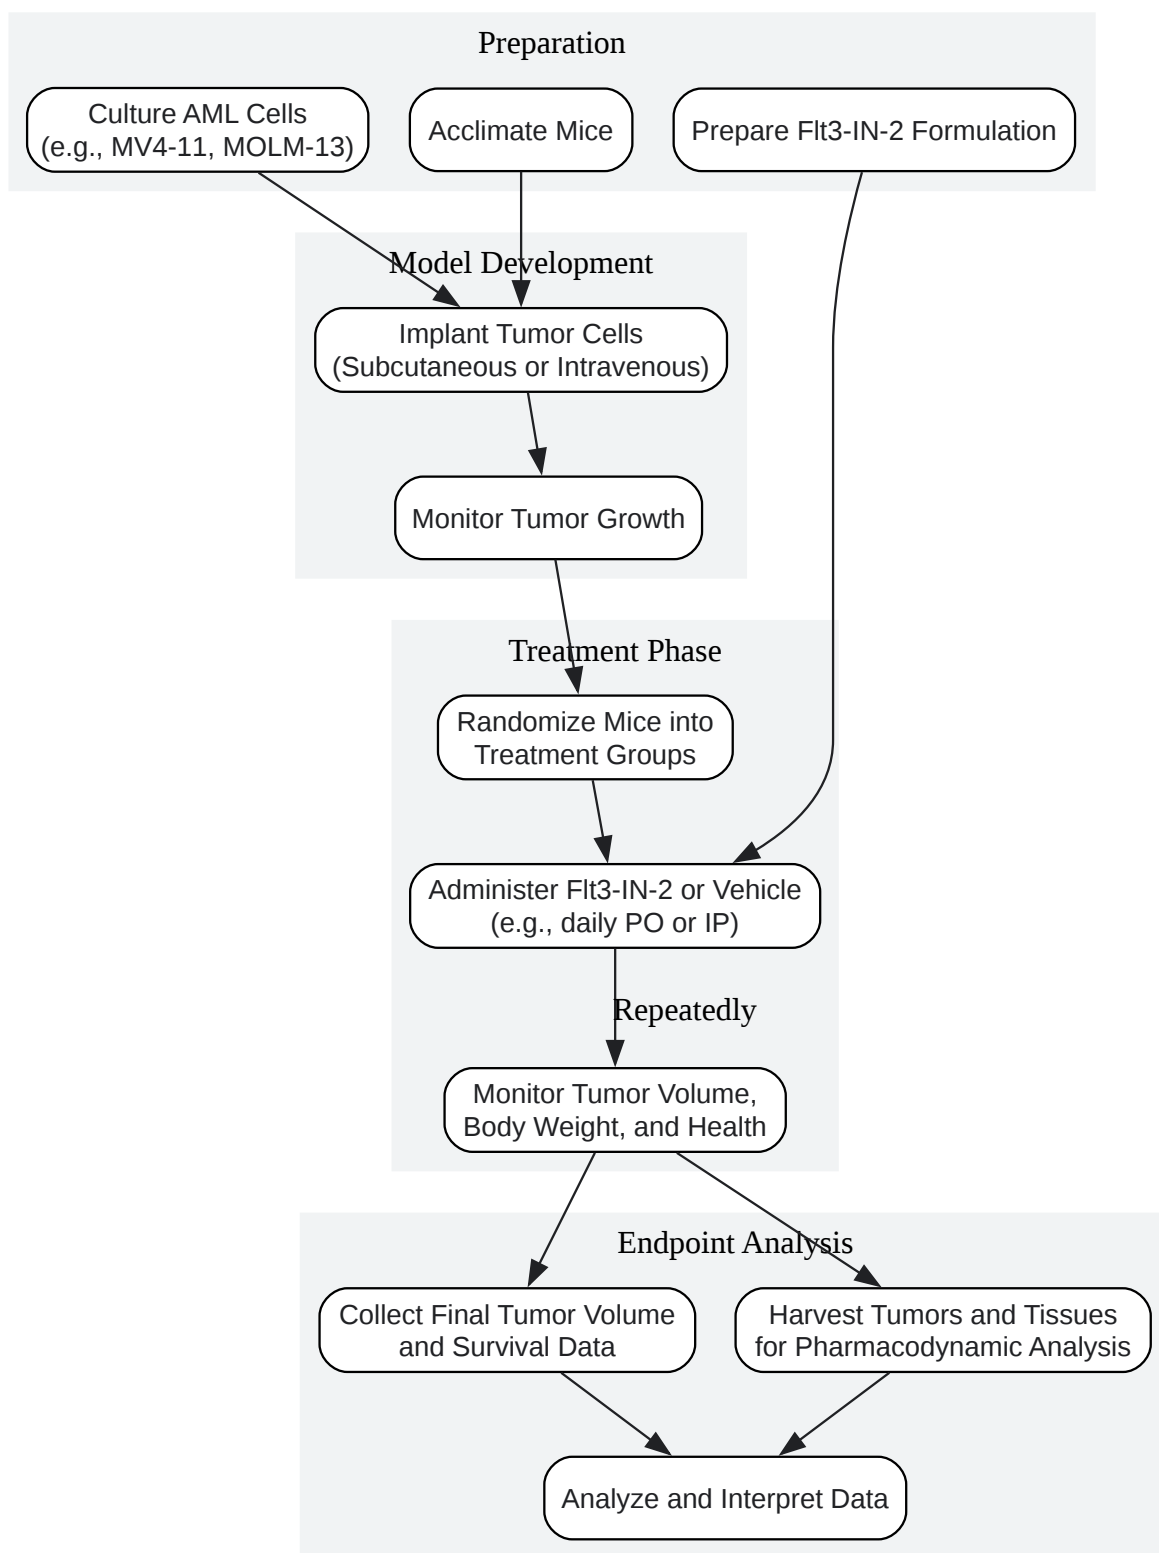 Preparation
Culture AML Cells
(e.g., MV4-11, MOLM-13)
Acclimate Mice
Prepare Flt3-IN-2 Formulation
Model Development
Implant Tumor Cells
(Subcutaneous or Intravenous)
Monitor Tumor Growth
Treatment Phase
Randomize Mice into
Treatment Groups
Administer Flt3-IN-2 or Vehicle
(e.g., daily PO or IP)
Repeatedly
Monitor Tumor Volume,
Body Weight, and Health
Endpoint Analysis
Collect Final Tumor Volume
and Survival Data
Harvest Tumors and Tissues
for Pharmacodynamic Analysis
Analyze and Interpret Data